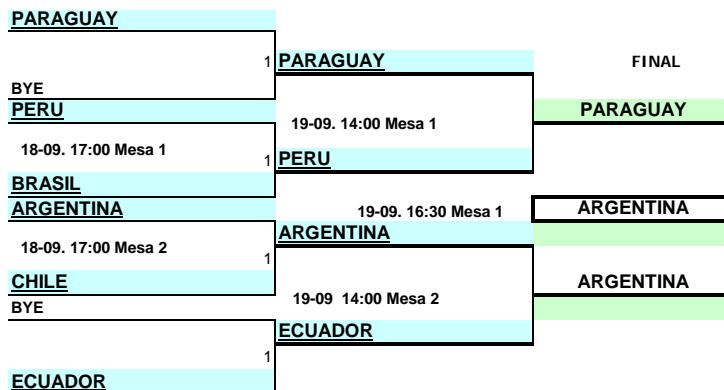 PARAGUAY
1 PARAGUAY FINAL
BYE
PERU PARAGUAY
19-09. 14:00 Mesa 1
18-09. 17:00 Mesa 1
1 PERU
BRASIL
ARGENTINA 19-09. 16:30 Mesa 1 ARGENTINA
ARGENTINA
18-09. 17:00 Mesa 2
1
CHILE ARGENTINA
19-09 14:00 Mesa 2
BYE
ECUADOR
1
ECUADOR